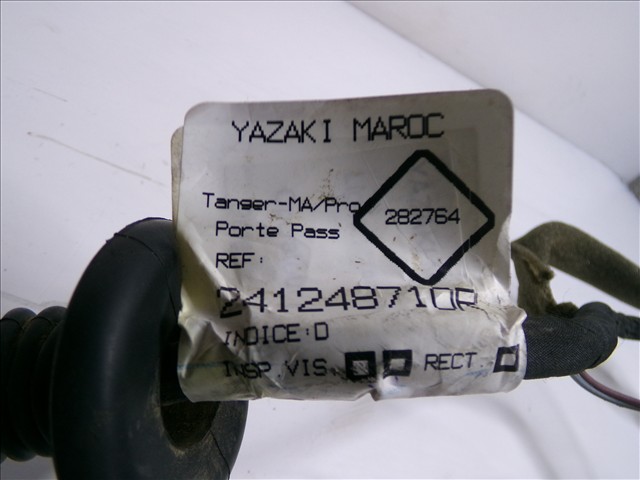 YAZAKI MAROC
Tanger-MA/Pro
282764
Porte Pass
REF:
241248710R
INDICE:D
INSP.VIS. RECT.